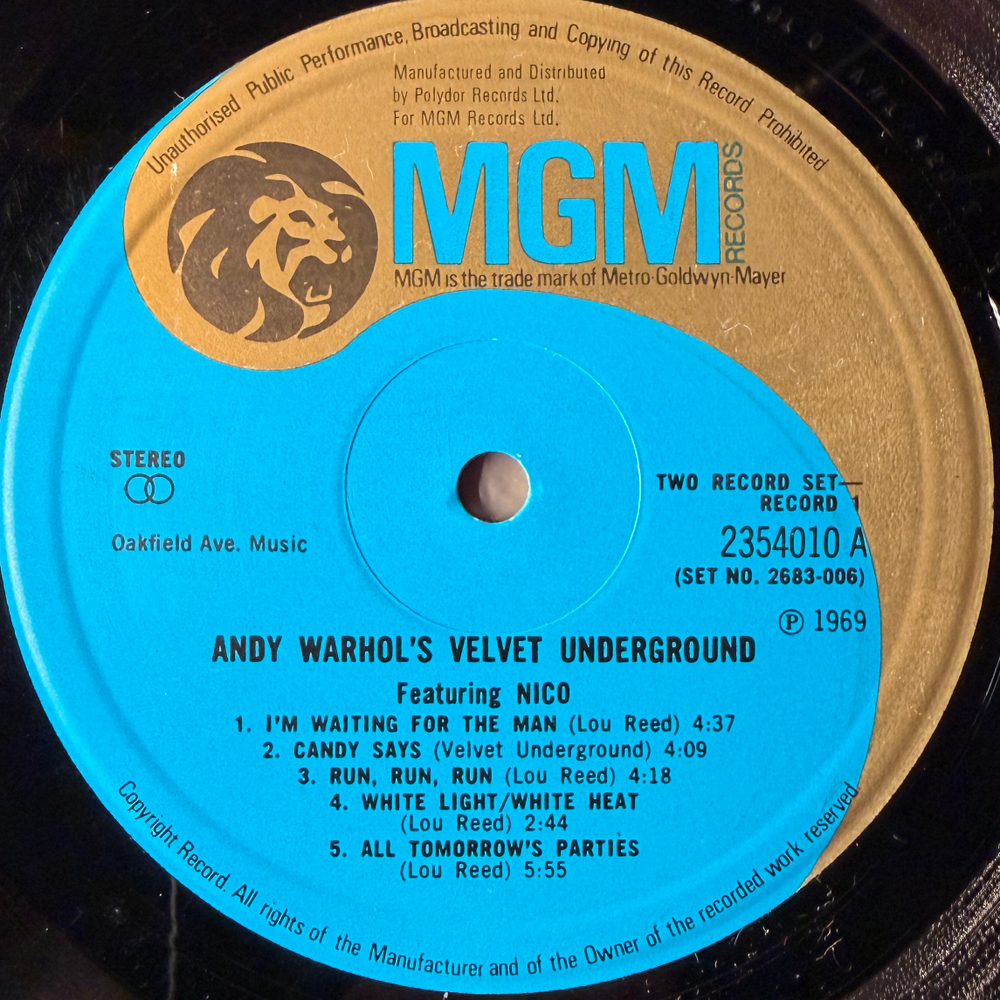 Unauthorised Public Performance, Broadcasting and Copying of this Record Prohibited
Manufactured and Distributed
by Polydor Records Ltd.
For MGM Records Ltd.
MGM
RECORDS
MGM is the trade mark of Metro-Goldwyn-Mayer
STEREO
Oakfield Ave. Music
TWO RECORD SET—
RECORD 1
2354010 A
(SET NO. 2683-006)
℗ 1969
ANDY WARHOL'S VELVET UNDERGROUND
Featuring NICO
1. I'M WAITING FOR THE MAN (Lou Reed) 4:37
2. CANDY SAYS (Velvet Underground) 4:09
3. RUN, RUN, RUN (Lou Reed) 4:18
4. WHITE LIGHT/WHITE HEAT
(Lou Reed) 2:44
5. ALL TOMORROW'S PARTIES
(Lou Reed) 5:55
Copyright Record. All rights of the Manufacturer and of the Owner of the recorded work reserved